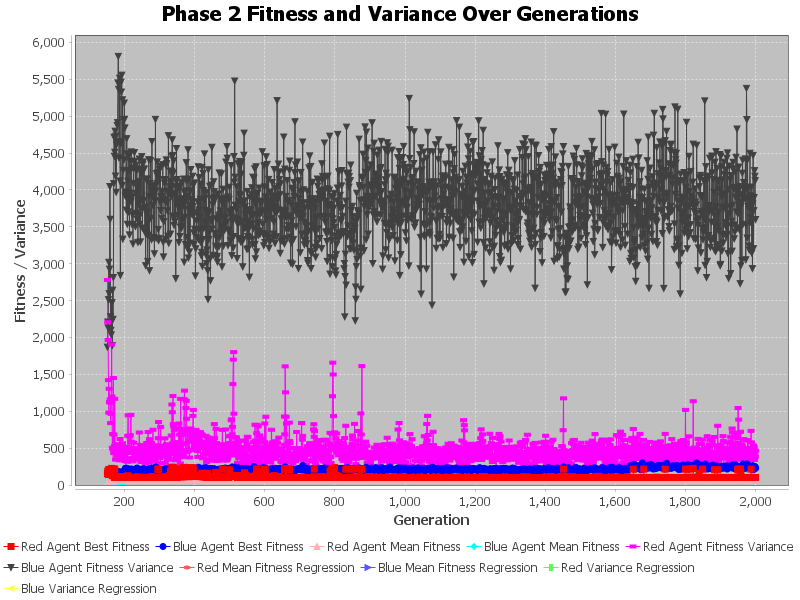 Phase 2 Fitness and Variance Over Generations
6,000
5,500
5,000
4,500
4,000
3,500
3,000
2,500
2,000
1,500
1,000
500
0
Fitness / Variance
200 400 600 800 1,000 1,200 1,400 1,600 1,800 2,000
Generation
Red Agent Best Fitness Blue Agent Best Fitness Red Agent Mean Fitness Blue Agent Mean Fitness Red Agent Fitness Variance
Blue Agent Fitness Variance Red Mean Fitness Regression Blue Mean Fitness Regression Red Variance Regression
Blue Variance Regression